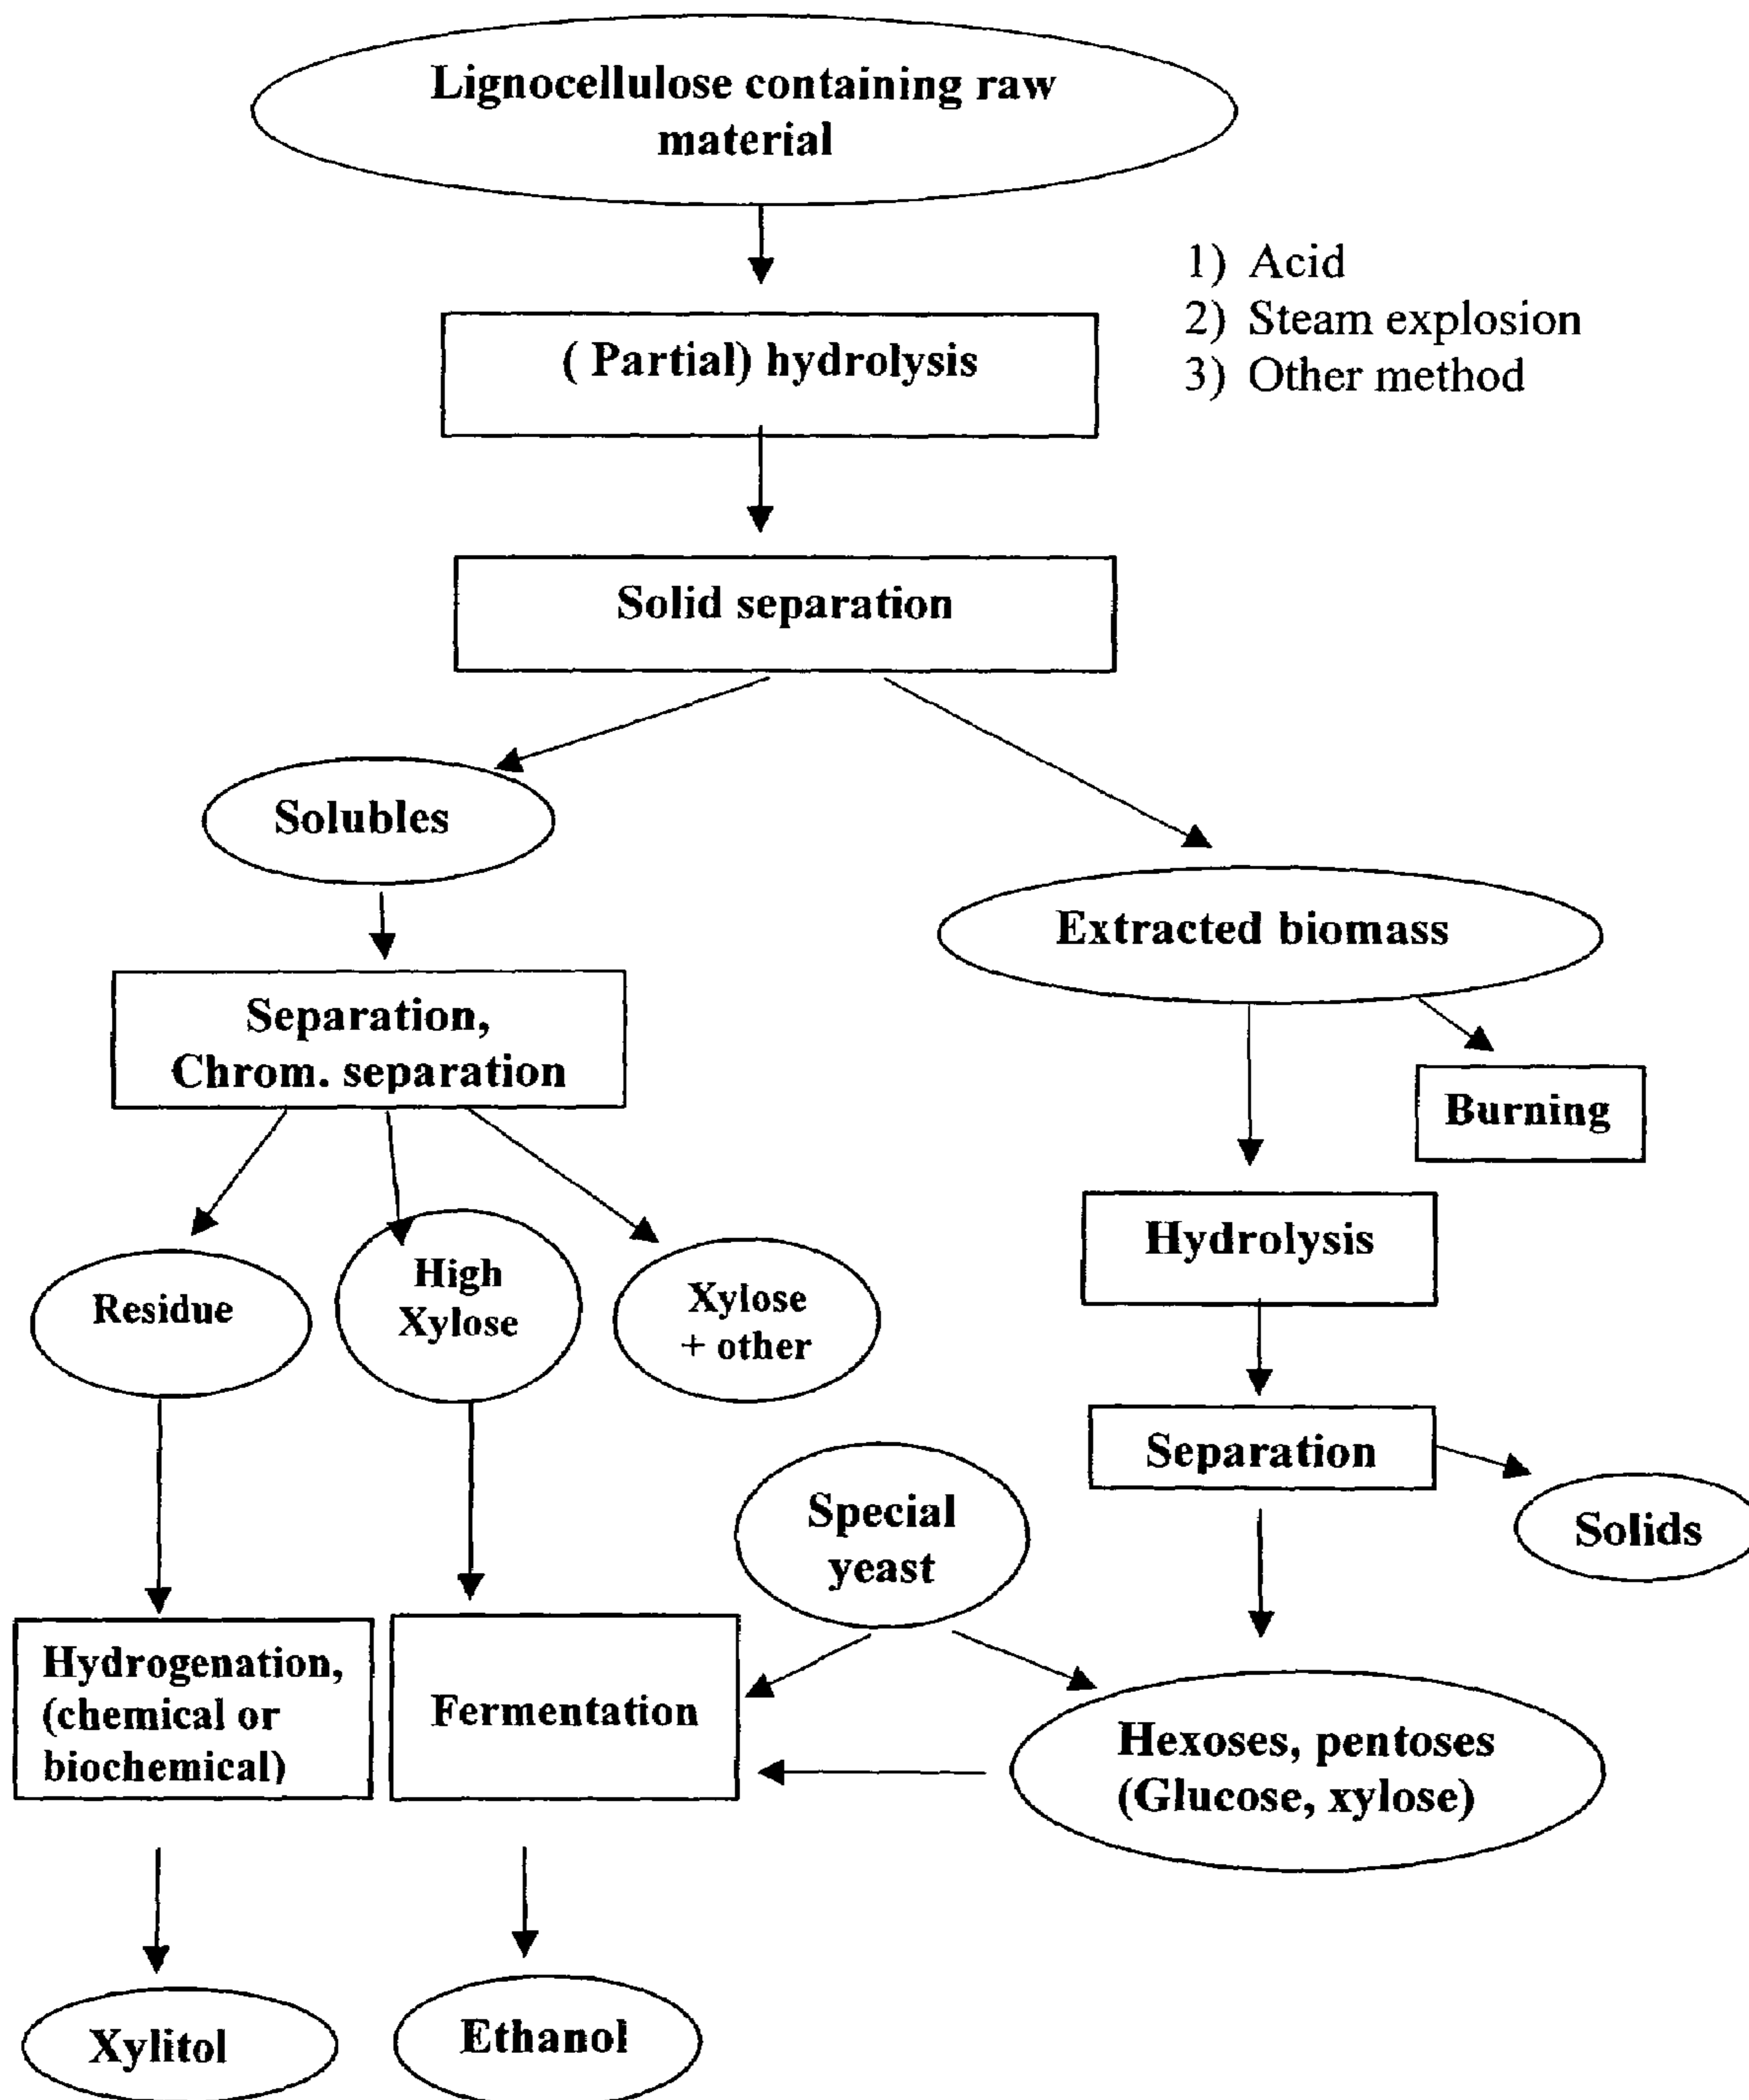 Lignocellulose containing raw
material
1) Acid
2) Steam explosion
3) Other method
( Partial) hydrolysis
Solid separation
Solubles
Extracted biomass
Separation,
Chrom. separation
Burning
Hydrolysis
Residue
High
Xylose
Xylose
+ other
Separation
Special
yeast
Solids
Hydrogenation,
(chemical or
biochemical)
Fermentation
Hexoses, pentoses
(Glucose, xylose)
Xylitol
Ethanol